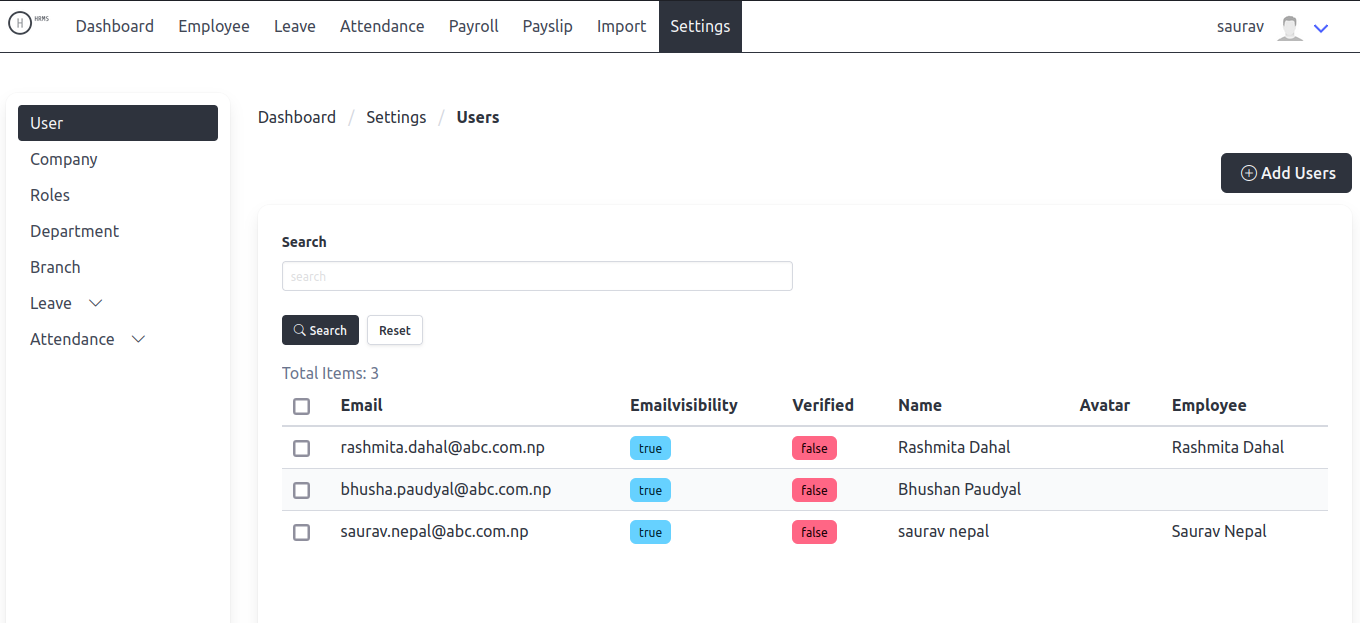 H HRMS Dashboard Employee Leave Attendance Payroll Payslip Import Settings saurav
User
Company
Roles
Department
Branch
Leave
Attendance
Dashboard / Settings / Users
Add Users
Search
search
Search Reset
Total Items: 3
Email Emailvisibility Verified Name Avatar Employee
rashmita.dahal@abc.com.np true false Rashmita Dahal Rashmita Dahal
bhusha.paudyal@abc.com.np true false Bhushan Paudyal
saurav.nepal@abc.com.np true false saurav nepal Saurav Nepal